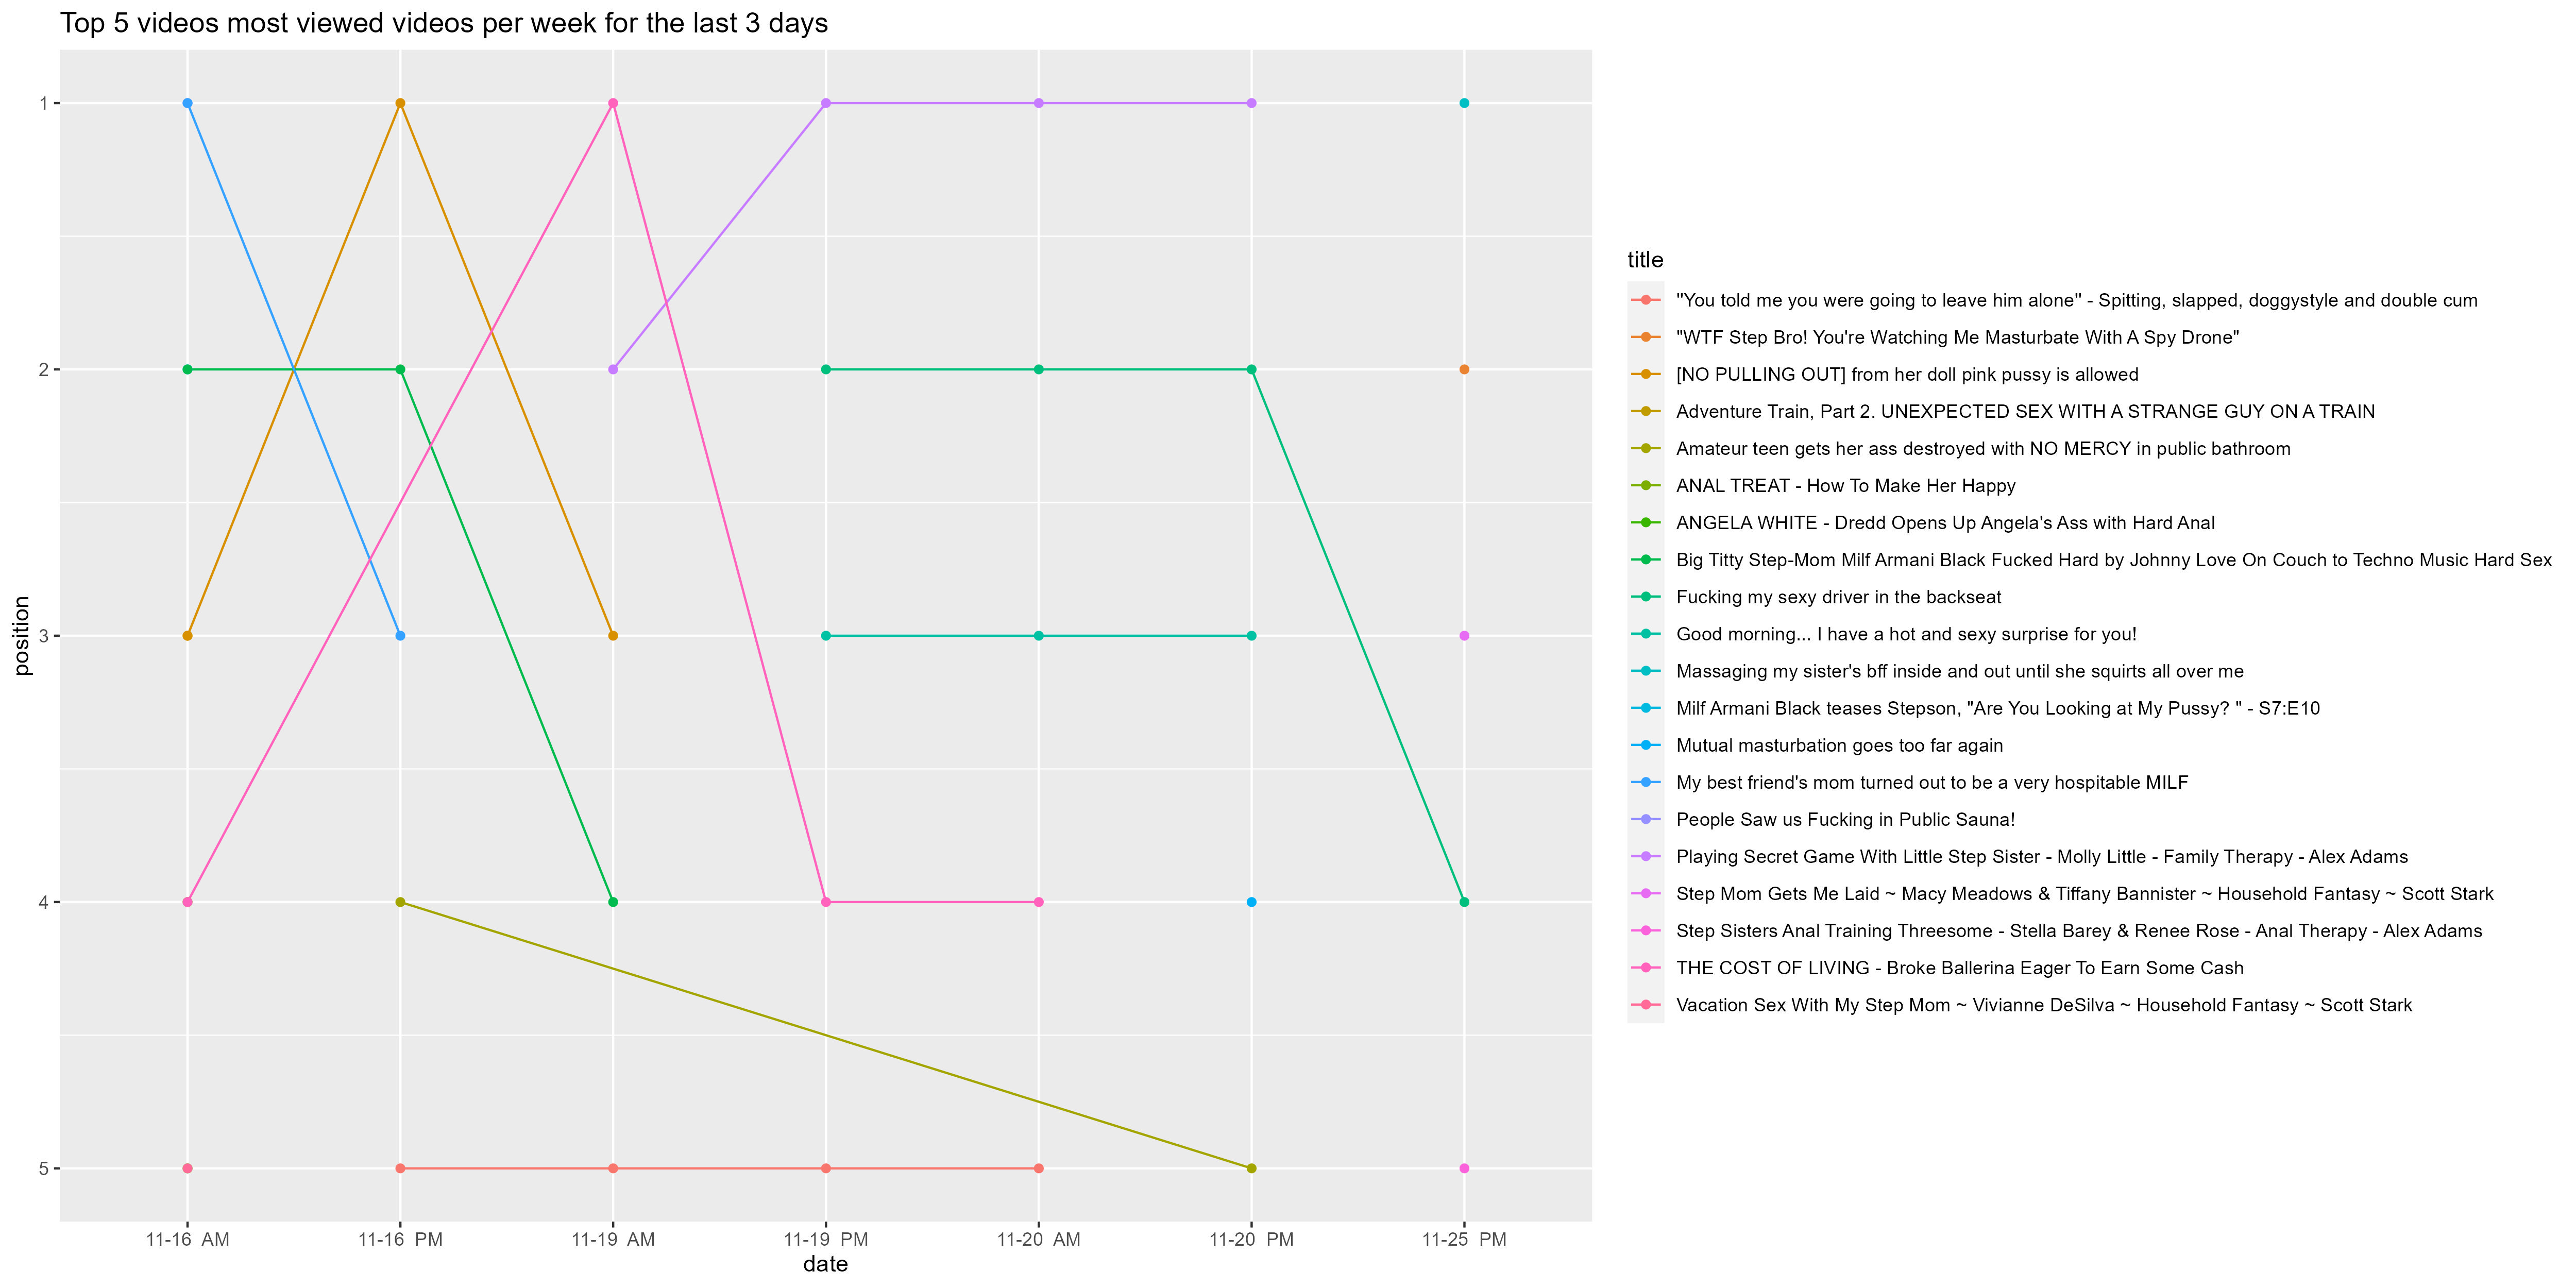 Top 5 videos most viewed videos per week for the last 3 days
1
2
3
4
5
position
11-16 AM
11-16 PM
11-19 AM
11-19 PM
11-20 AM
11-20 PM
11-25 PM
date
title
"You told me you were going to leave him alone" - Spitting, slapped, doggystyle and double cum
"WTF Step Bro! You're Watching Me Masturbate With A Spy Drone"
[NO PULLING OUT] from her doll pink pussy is allowed
Adventure Train, Part 2. UNEXPECTED SEX WITH A STRANGE GUY ON A TRAIN
Amateur teen gets her ass destroyed with NO MERCY in public bathroom
ANAL TREAT - How To Make Her Happy
ANGELA WHITE - Dredd Opens Up Angela's Ass with Hard Anal
Big Titty Step-Mom Milf Armani Black Fucked Hard by Johnny Love On Couch to Techno Music Hard Sex
Fucking my sexy driver in the backseat
Good morning... I have a hot and sexy surprise for you!
Massaging my sister's bff inside and out until she squirts all over me
Milf Armani Black teases Stepson, "Are You Looking at My Pussy? " - S7:E10
Mutual masturbation goes too far again
My best friend's mom turned out to be a very hospitable MILF
People Saw us Fucking in Public Sauna!
Playing Secret Game With Little Step Sister - Molly Little - Family Therapy - Alex Adams
Step Mom Gets Me Laid ~ Macy Meadows & Tiffany Bannister ~ Household Fantasy ~ Scott Stark
Step Sisters Anal Training Threesome - Stella Barey & Renee Rose - Anal Therapy - Alex Adams
THE COST OF LIVING - Broke Ballerina Eager To Earn Some Cash
Vacation Sex With My Step Mom ~ Vivianne DeSilva ~ Household Fantasy ~ Scott Stark